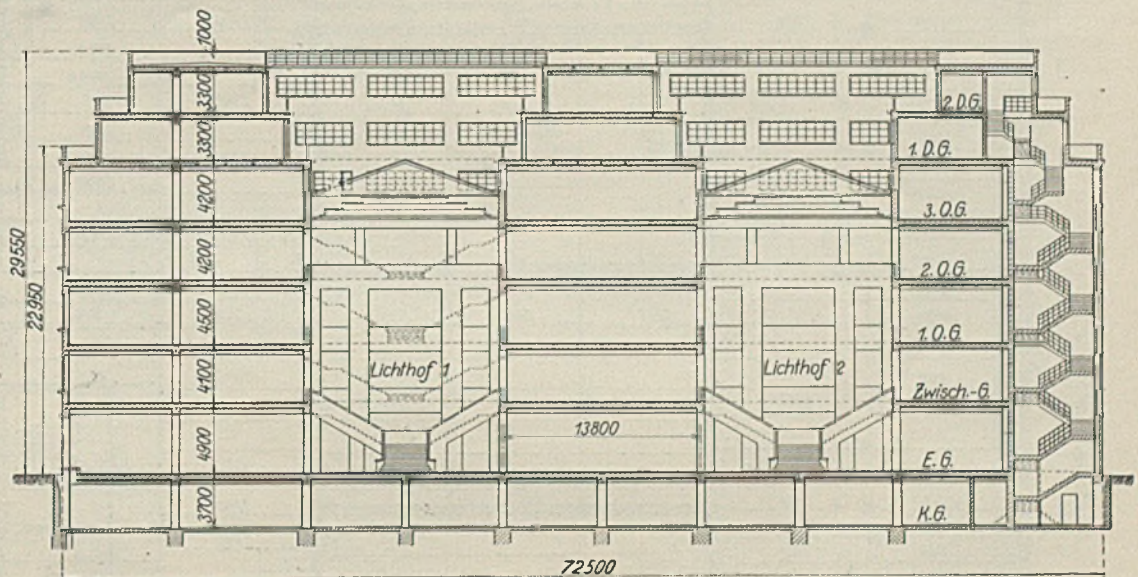 1000
3300
2. D.G.
3300
1. D.G.
4200
3. O.G.
29550
4200
2. O.G.
22950
4500
1. O.G.
4100
Lichthof 1
Lichthof 2
Zwisch.-G.
4900
13800
E. G.
3700
K.G.
72500